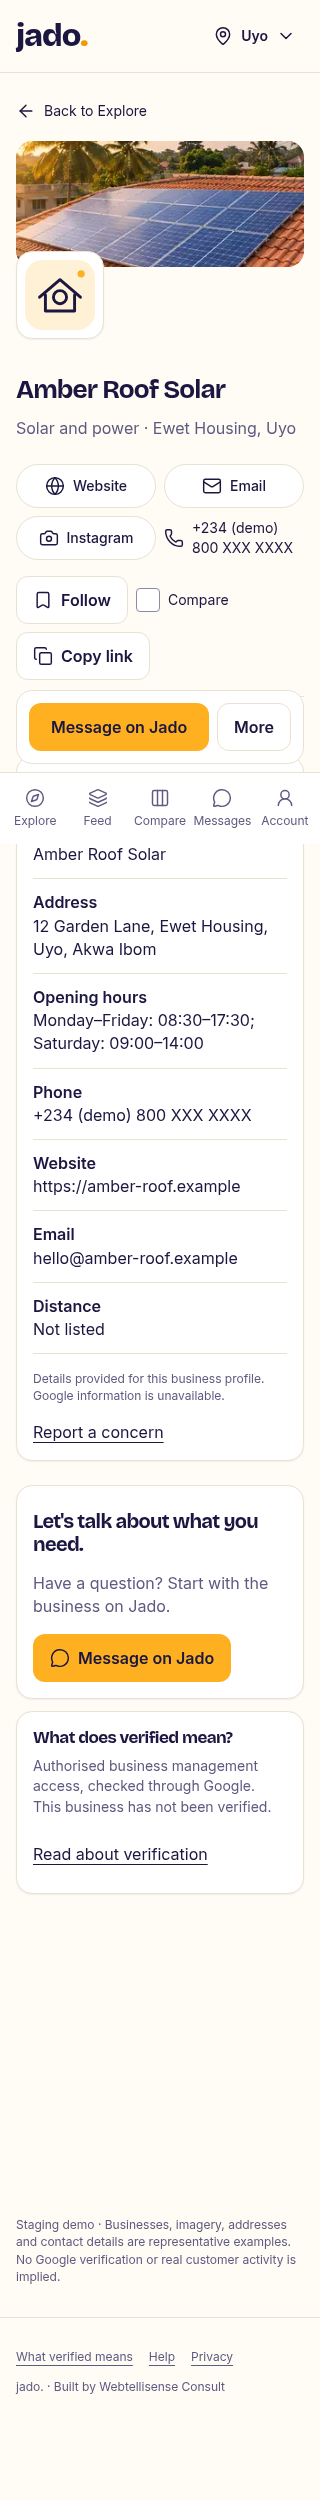 jado.
Uyo
Back to Explore
Amber Roof Solar
Solar and power · Ewet Housing, Uyo
Website
Email
Instagram
+234 (demo)
800 XXX XXXX
Follow
Compare
Copy link
Message on Jado
More
Explore
Feed
Compare
Messages
Account
Amber Roof Solar
Address
12 Garden Lane, Ewet Housing,
Uyo, Akwa Ibom
Opening hours
Monday–Friday: 08:30–17:30;
Saturday: 09:00–14:00
Phone
+234 (demo) 800 XXX XXXX
Website
https://amber-roof.example
Email
hello@amber-roof.example
Distance
Not listed
Details provided for this business profile.
Google information is unavailable.
Report a concern
Let's talk about what you
need.
Have a question? Start with the
business on Jado.
Message on Jado
What does verified mean?
Authorised business management
access, checked through Google.
This business has not been verified.
Read about verification
Staging demo · Businesses, imagery, addresses
and contact details are representative examples.
No Google verification or real customer activity is
implied.
What verified means
Help
Privacy
jado. · Built by Webtellisense Consult